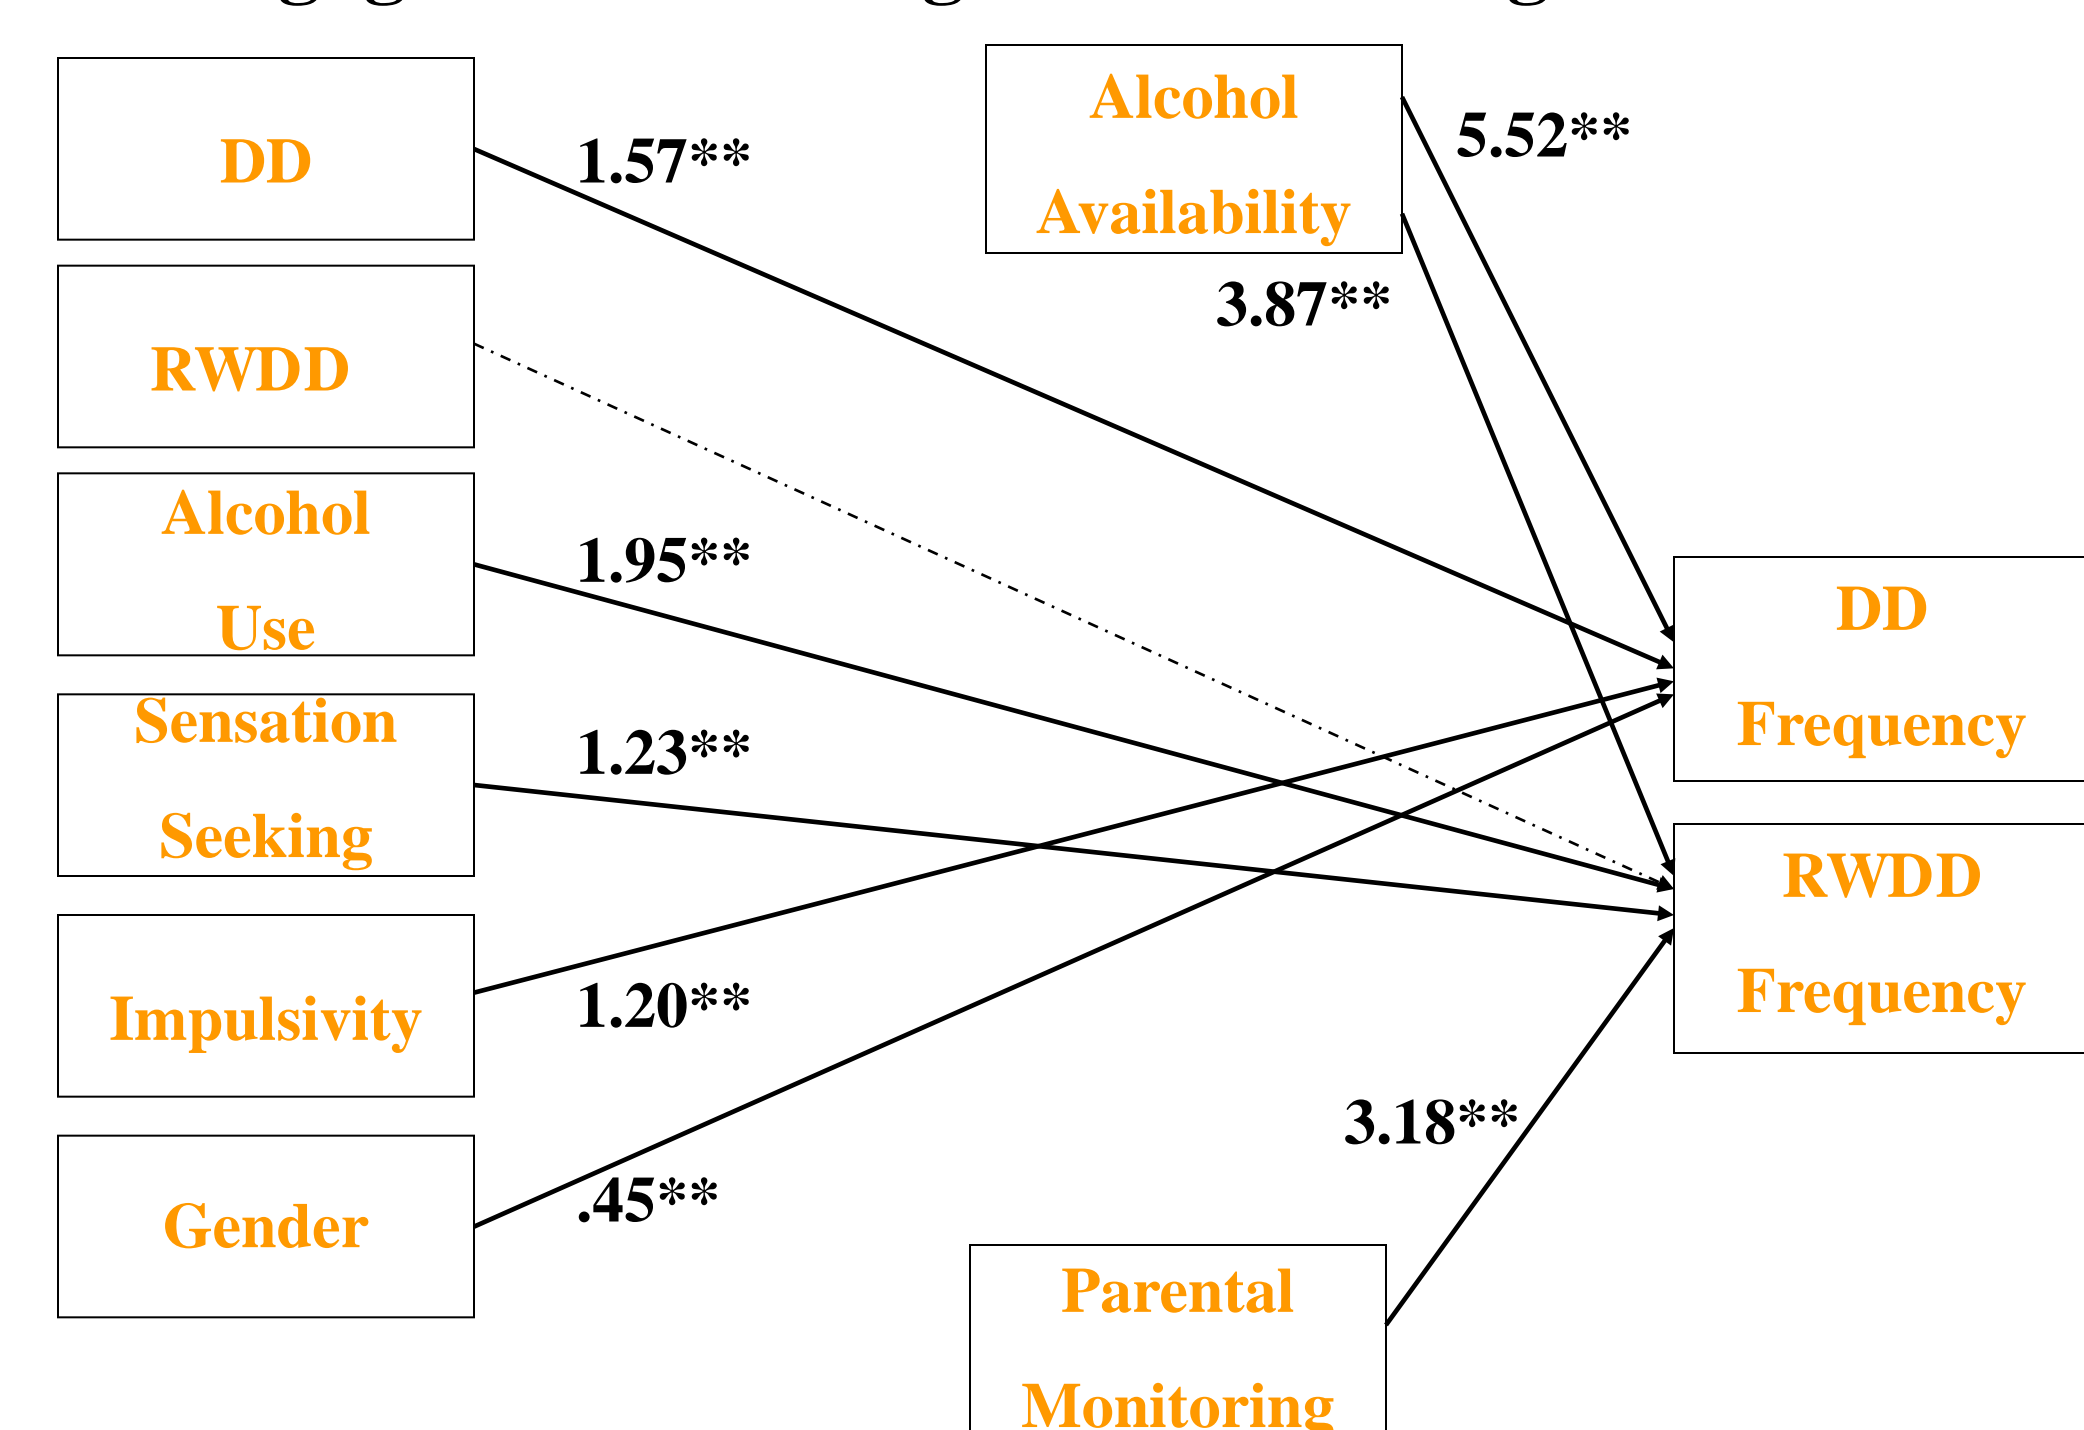 DD
1.57**
RWDD
Alcohol
Use
1.95**
Sensation
Seeking
1.23**
Impulsivity
1.20**
Gender
.45**
Alcohol
Availability
5.52**
3.87**
DD
Frequency
RWDD
Frequency
3.18**
Parental
Monitoring